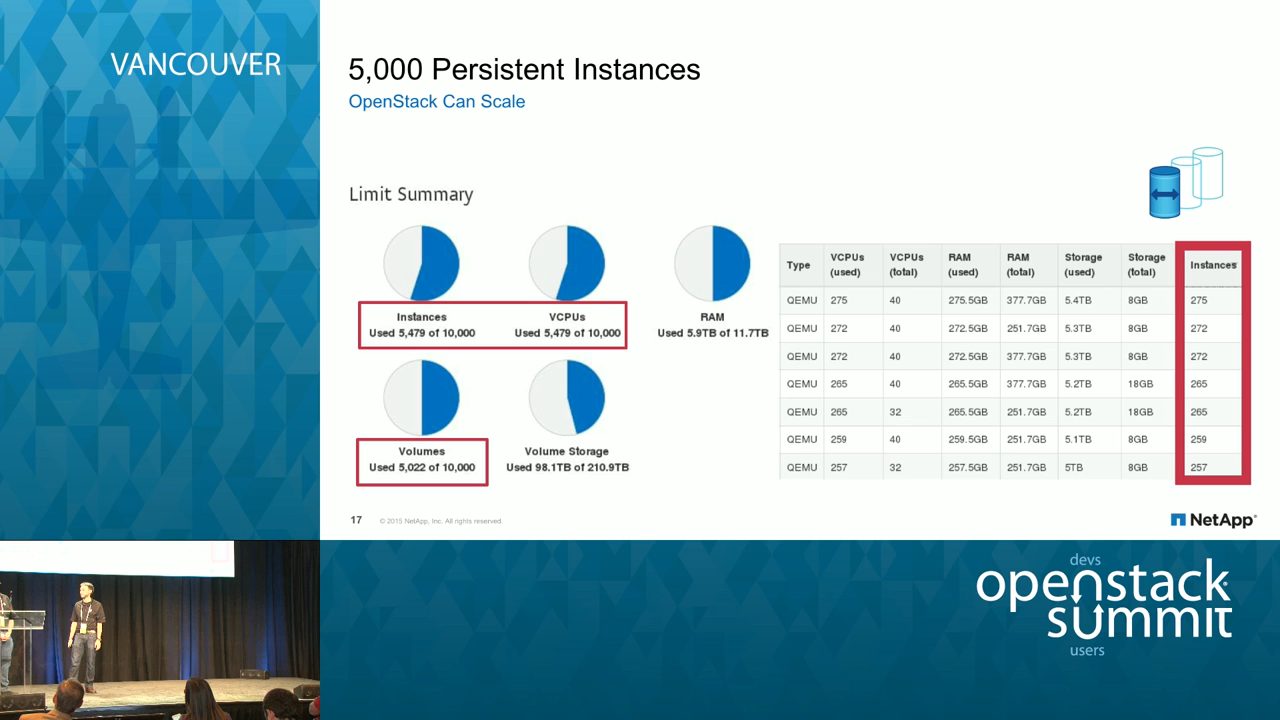 VANCOUVER
5,000 Persistent Instances
OpenStack Can Scale
Limit Summary
Instances
Used 5,479 of 10,000
VCPUs
Used 5,479 of 10,000
RAM
Used 5.9TB of 11.7TB
Volumes
Used 5,022 of 10,000
Volume Storage
Used 98.1TB of 210.9TB
Type VCPUs (used) VCPUs (total) RAM (used) RAM (total) Storage (used) Storage (total) Instances
QEMU 275 40 275.5GB 377.7GB 5.4TB 8GB 275
QEMU 272 40 272.5GB 251.7GB 5.3TB 8GB 272
QEMU 272 40 272.5GB 377.7GB 5.3TB 8GB 272
QEMU 265 40 265.5GB 377.7GB 5.2TB 18GB 265
QEMU 265 32 265.5GB 251.7GB 5.2TB 18GB 265
QEMU 259 40 259.5GB 251.7GB 5.1TB 8GB 259
QEMU 257 32 257.5GB 251.7GB 5TB 8GB 257
17 © 2015 NetApp, Inc. All rights reserved.
NetApp
devs
openstack
summit
users